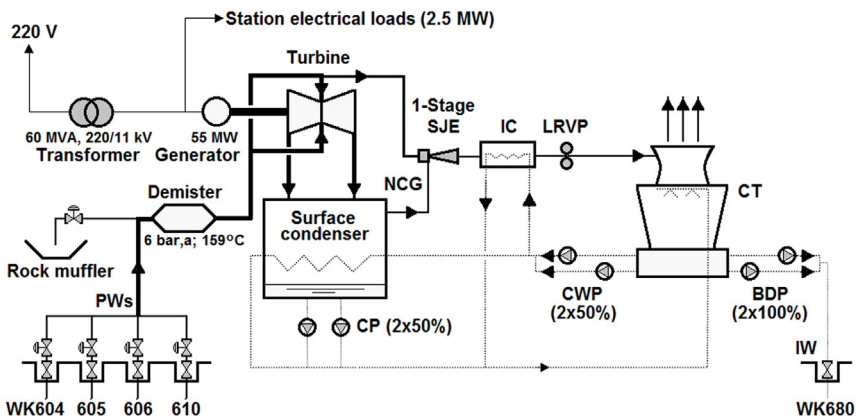 Station electrical loads (2.5 MW)
220 V
Turbine
1-Stage
SJE
IC
LRVP
60 MVA, 220/11 kV
Transformer
55 MW
Generator
NCG
CT
Demister
6 bar,a; 159°C
Surface
condenser
Rock muffler
PWs
CP (2x50%)
CWP
(2x50%)
BDP
(2x100%)
IW
WK604
605
606
610
WK680